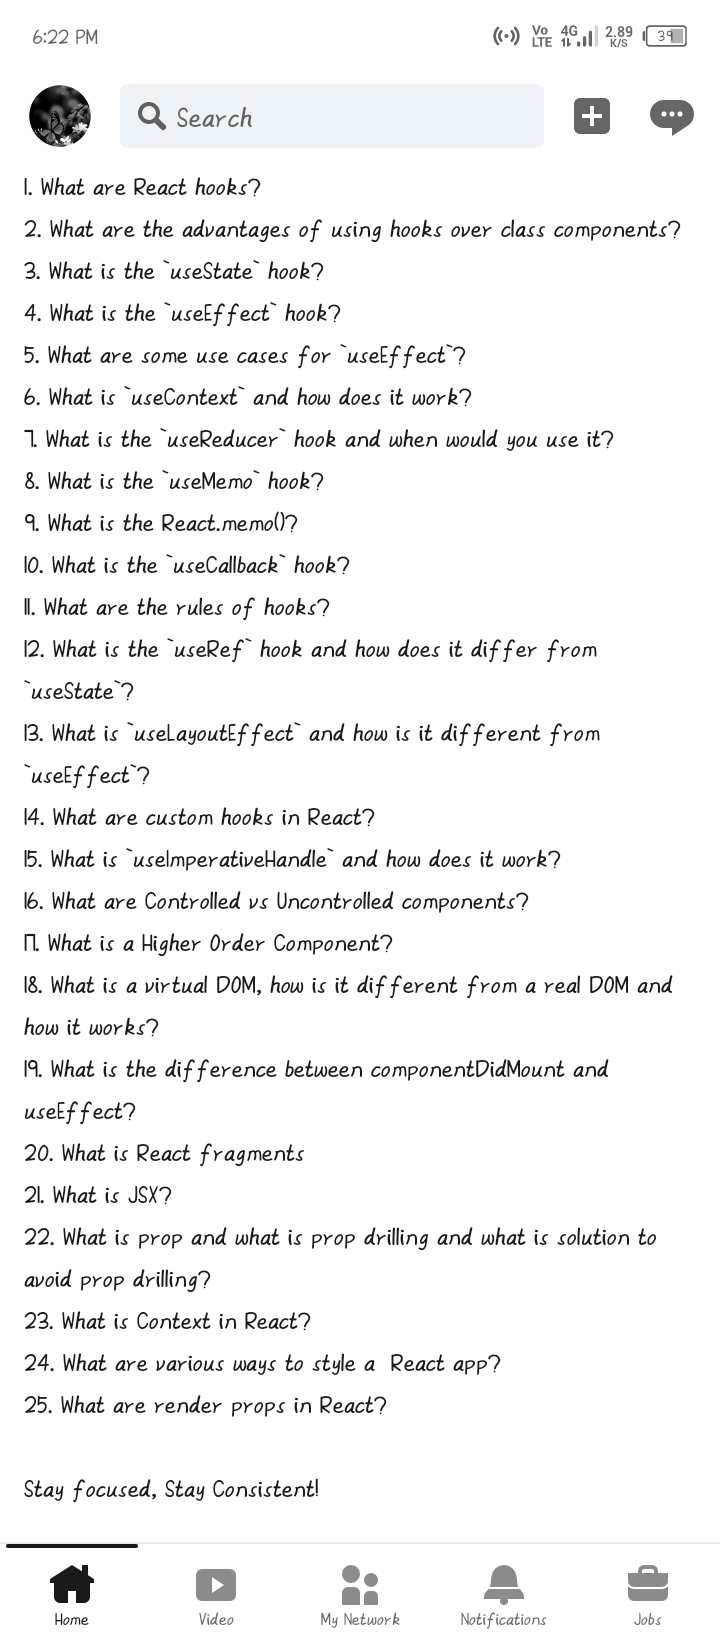 6:22 PM
Vo LTE 4G 2.89 K/S 39
Search
1. What are React hooks?
2. What are the advantages of using hooks over class components?
3. What is the `useState` hook?
4. What is the `useEffect` hook?
5. What are some use cases for `useEffect`?
6. What is `useContext` and how does it work?
7. What is the `useReducer` hook and when would you use it?
8. What is the `useMemo` hook?
9. What is the React.memo()?
10. What is the `useCallback` hook?
11. What are the rules of hooks?
12. What is the `useRef` hook and how does it differ from
`useState`?
13. What is `useLayoutEffect` and how is it different from
`useEffect`?
14. What are custom hooks in React?
15. What is `useImperativeHandle` and how does it work?
16. What are Controlled vs Uncontrolled components?
17. What is a Higher Order Component?
18. What is a virtual DOM, how is it different from a real DOM and
how it works?
19. What is the difference between componentDidMount and
useEffect?
20. What is React fragments
21. What is JSX?
22. What is prop and what is prop drilling and what is solution to
avoid prop drilling?
23. What is Context in React?
24. What are various ways to style a  React app?
25. What are render props in React?
Stay focused, Stay Consistent!
Home Video My Network Notifications Jobs